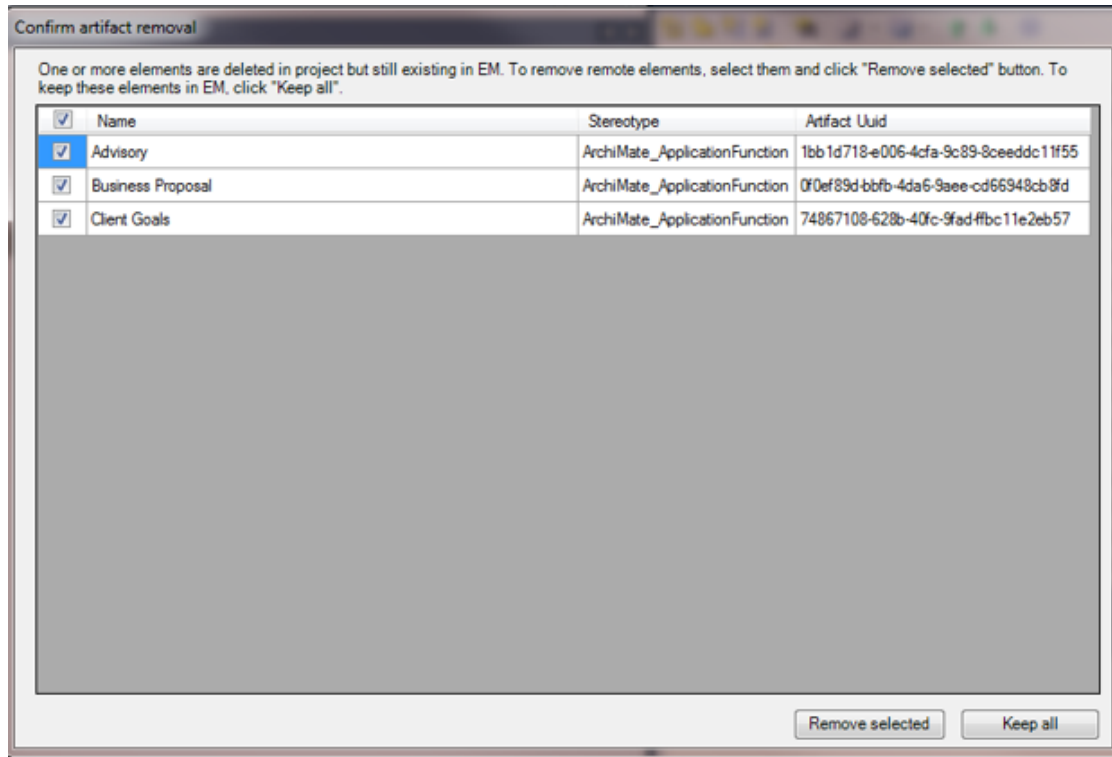 Confirm artifact removal
One or more elements are deleted in project but still existing in EM. To remove remote elements, select them and click "Remove selected" button. To
keep these elements in EM, click "Keep all".
Name Stereotype Artifact Uuid
Advisory ArchiMate_ApplicationFunction 1bb1d718-e006-4cfa-9c89-8ceeddc11f55
Business Proposal ArchiMate_ApplicationFunction 0f0ef89d-bbfb-4da6-9aee-cd66948cb8fd
Client Goals ArchiMate_ApplicationFunction 74867108-628b-40fc-9fad-ffbc11e2eb57
Remove selected Keep all